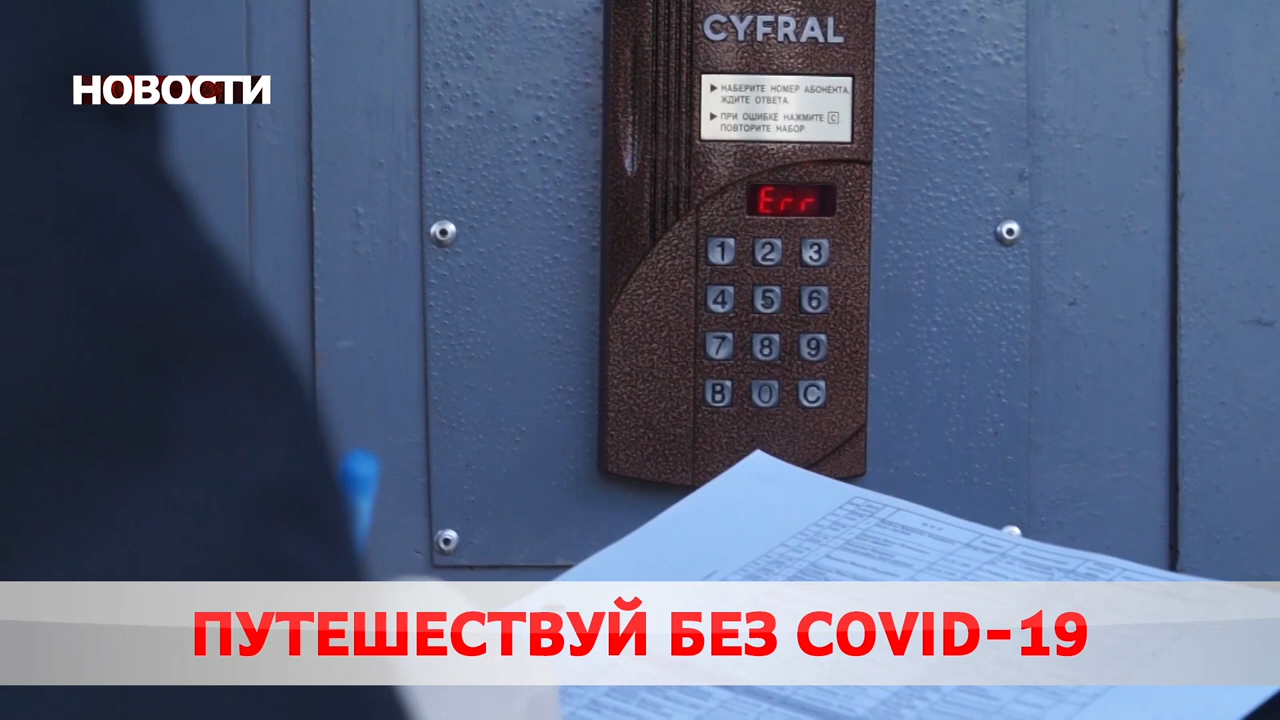 НОВОСТИ
CYFRAL
▶ НАБЕРИТЕ НОМЕР АБОНЕНТА,
ЖДИТЕ ОТВЕТА.
▶ ПРИ ОШИБКЕ НАЖМИТЕ C.
ПОВТОРИТЕ НАБОР.
Err
1 2 3
4 5 6
7 8 9
B 0 C
ПУТЕШЕСТВУЙ БЕЗ COVID-19